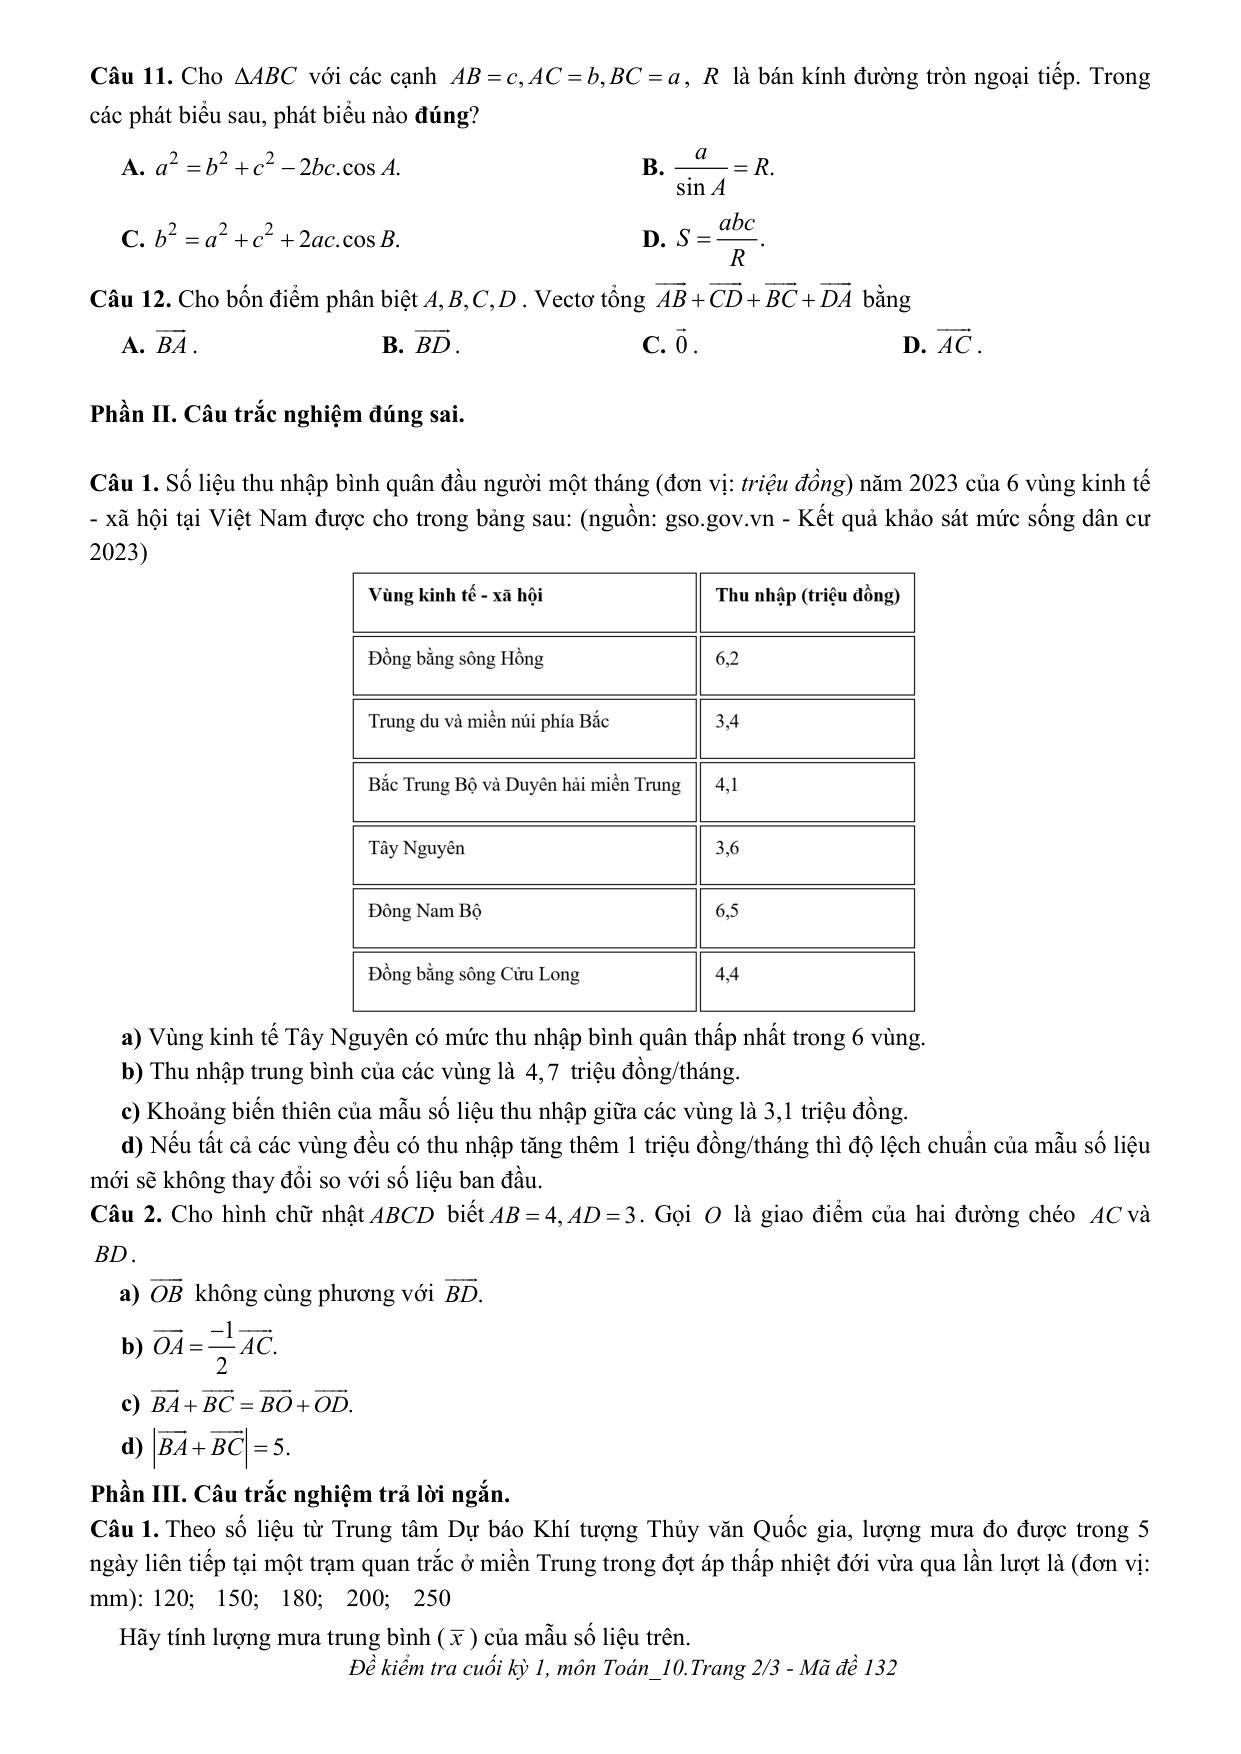 Câu 11. Cho ΔABC với các cạnh AB = c, AC = b, BC = a, R là bán kính đường tròn ngoại tiếp. Trong
các phát biểu sau, phát biểu nào đúng?
A. a² = b² + c² − 2bc.cos A.
B. a/sin A = R.
C. b² = a² + c² + 2ac.cos B.
D. S = abc/R.
Câu 12. Cho bốn điểm phân biệt A, B, C, D . Vectơ tổng \overrightarrow{AB} + \overrightarrow{CD} + \overrightarrow{BC} + \overrightarrow{DA} bằng
A. \overrightarrow{BA} . B. \overrightarrow{BD} . C. \vec{0} . D. \overrightarrow{AC} .
Phần II. Câu trắc nghiệm đúng sai.
Câu 1. Số liệu thu nhập bình quân đầu người một tháng (đơn vị: triệu đồng) năm 2023 của 6 vùng kinh tế
- xã hội tại Việt Nam được cho trong bảng sau: (nguồn: gso.gov.vn - Kết quả khảo sát mức sống dân cư
2023)
Vùng kinh tế - xã hội Thu nhập (triệu đồng)
Đồng bằng sông Hồng 6,2
Trung du và miền núi phía Bắc 3,4
Bắc Trung Bộ và Duyên hải miền Trung 4,1
Tây Nguyên 3,6
Đông Nam Bộ 6,5
Đồng bằng sông Cửu Long 4,4
a) Vùng kinh tế Tây Nguyên có mức thu nhập bình quân thấp nhất trong 6 vùng.
b) Thu nhập trung bình của các vùng là 4,7 triệu đồng/tháng.
c) Khoảng biến thiên của mẫu số liệu thu nhập giữa các vùng là 3,1 triệu đồng.
d) Nếu tất cả các vùng đều có thu nhập tăng thêm 1 triệu đồng/tháng thì độ lệch chuẩn của mẫu số liệu
mới sẽ không thay đổi so với số liệu ban đầu.
Câu 2. Cho hình chữ nhật ABCD biết AB = 4, AD = 3. Gọi O là giao điểm của hai đường chéo AC và
BD .
a) \overrightarrow{OB} không cùng phương với \overrightarrow{BD}.
b) \overrightarrow{OA} = −1/2 \overrightarrow{AC}.
c) \overrightarrow{BA} + \overrightarrow{BC} = \overrightarrow{BO} + \overrightarrow{OD}.
d) |\overrightarrow{BA} + \overrightarrow{BC}| = 5.
Phần III. Câu trắc nghiệm trả lời ngắn.
Câu 1. Theo số liệu từ Trung tâm Dự báo Khí tượng Thủy văn Quốc gia, lượng mưa đo được trong 5
ngày liên tiếp tại một trạm quan trắc ở miền Trung trong đợt áp thấp nhiệt đới vừa qua lần lượt là (đơn vị:
mm): 120; 150; 180; 200; 250
Hãy tính lượng mưa trung bình ( x̄ ) của mẫu số liệu trên.
Đề kiểm tra cuối kỳ 1, môn Toán_10.Trang 2/3 - Mã đề 132